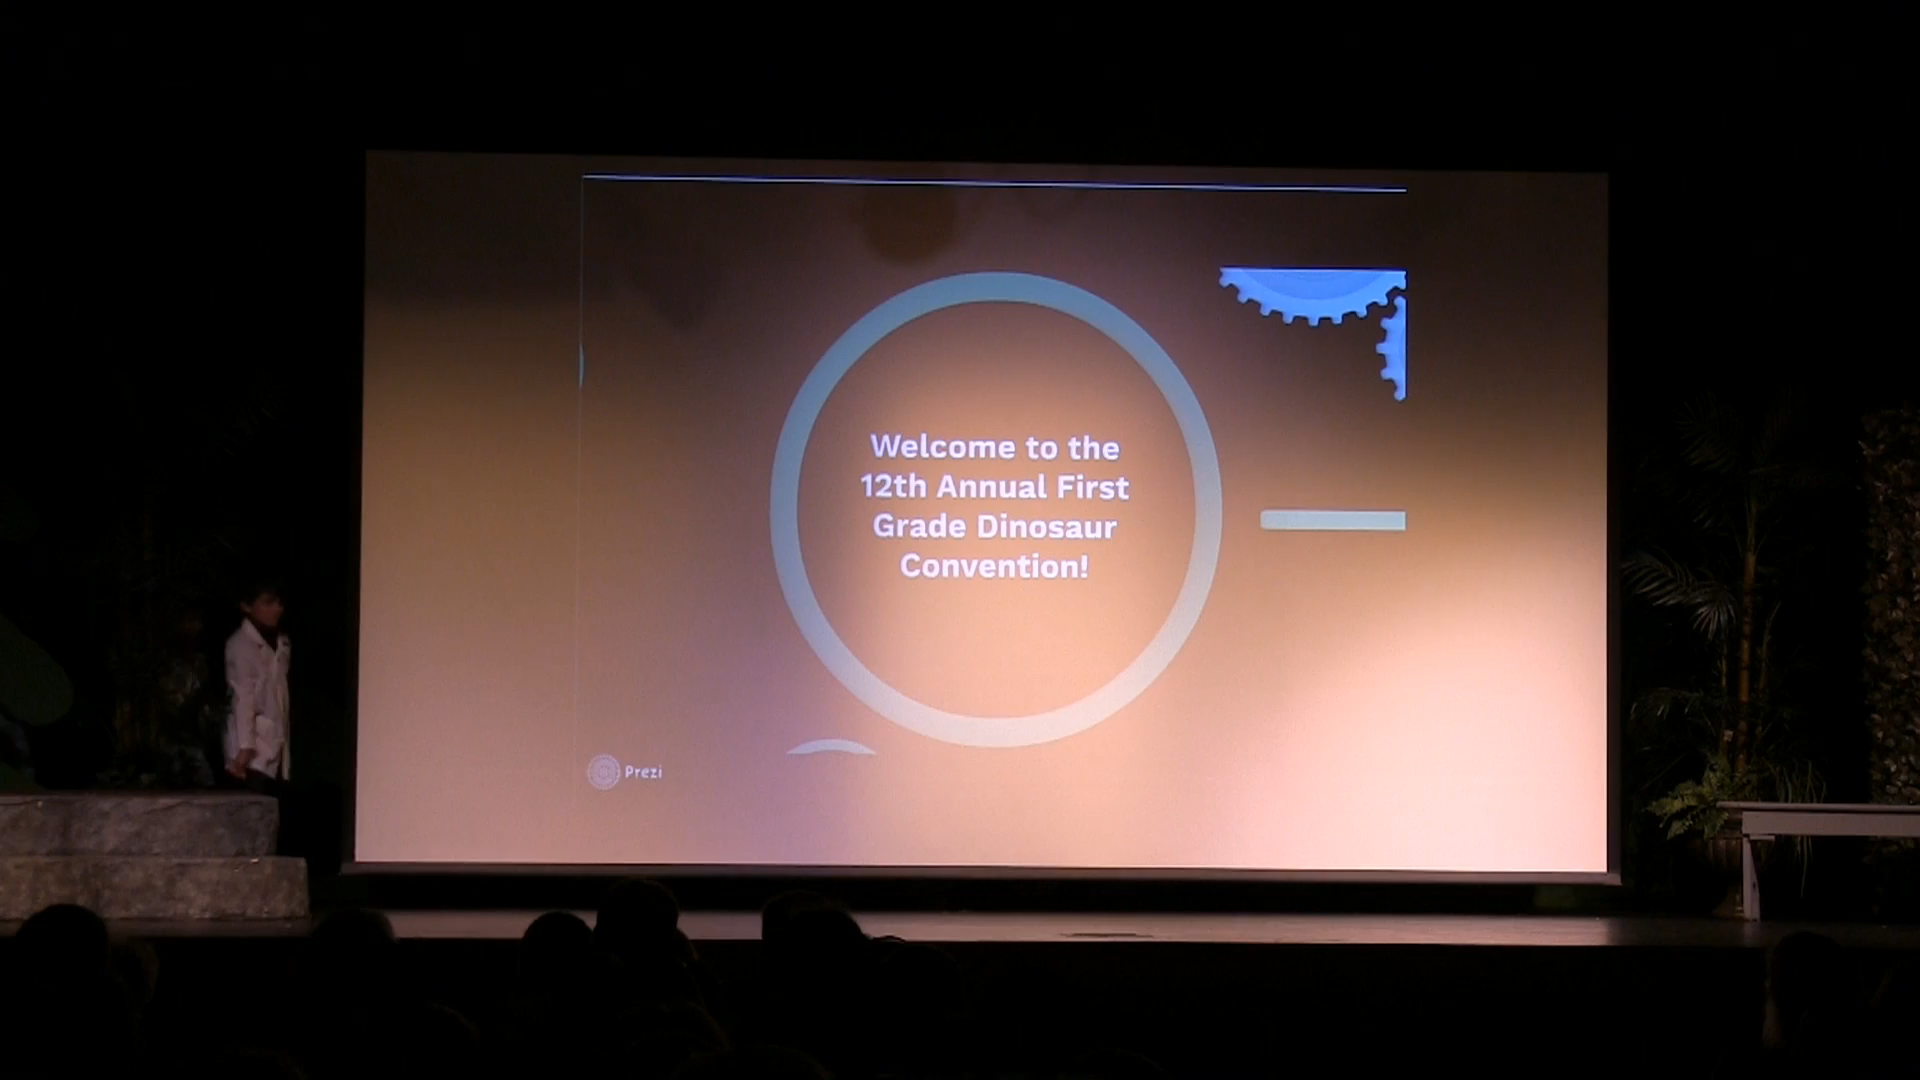 Welcome to the
12th Annual First
Grade Dinosaur
Convention!
Prezi